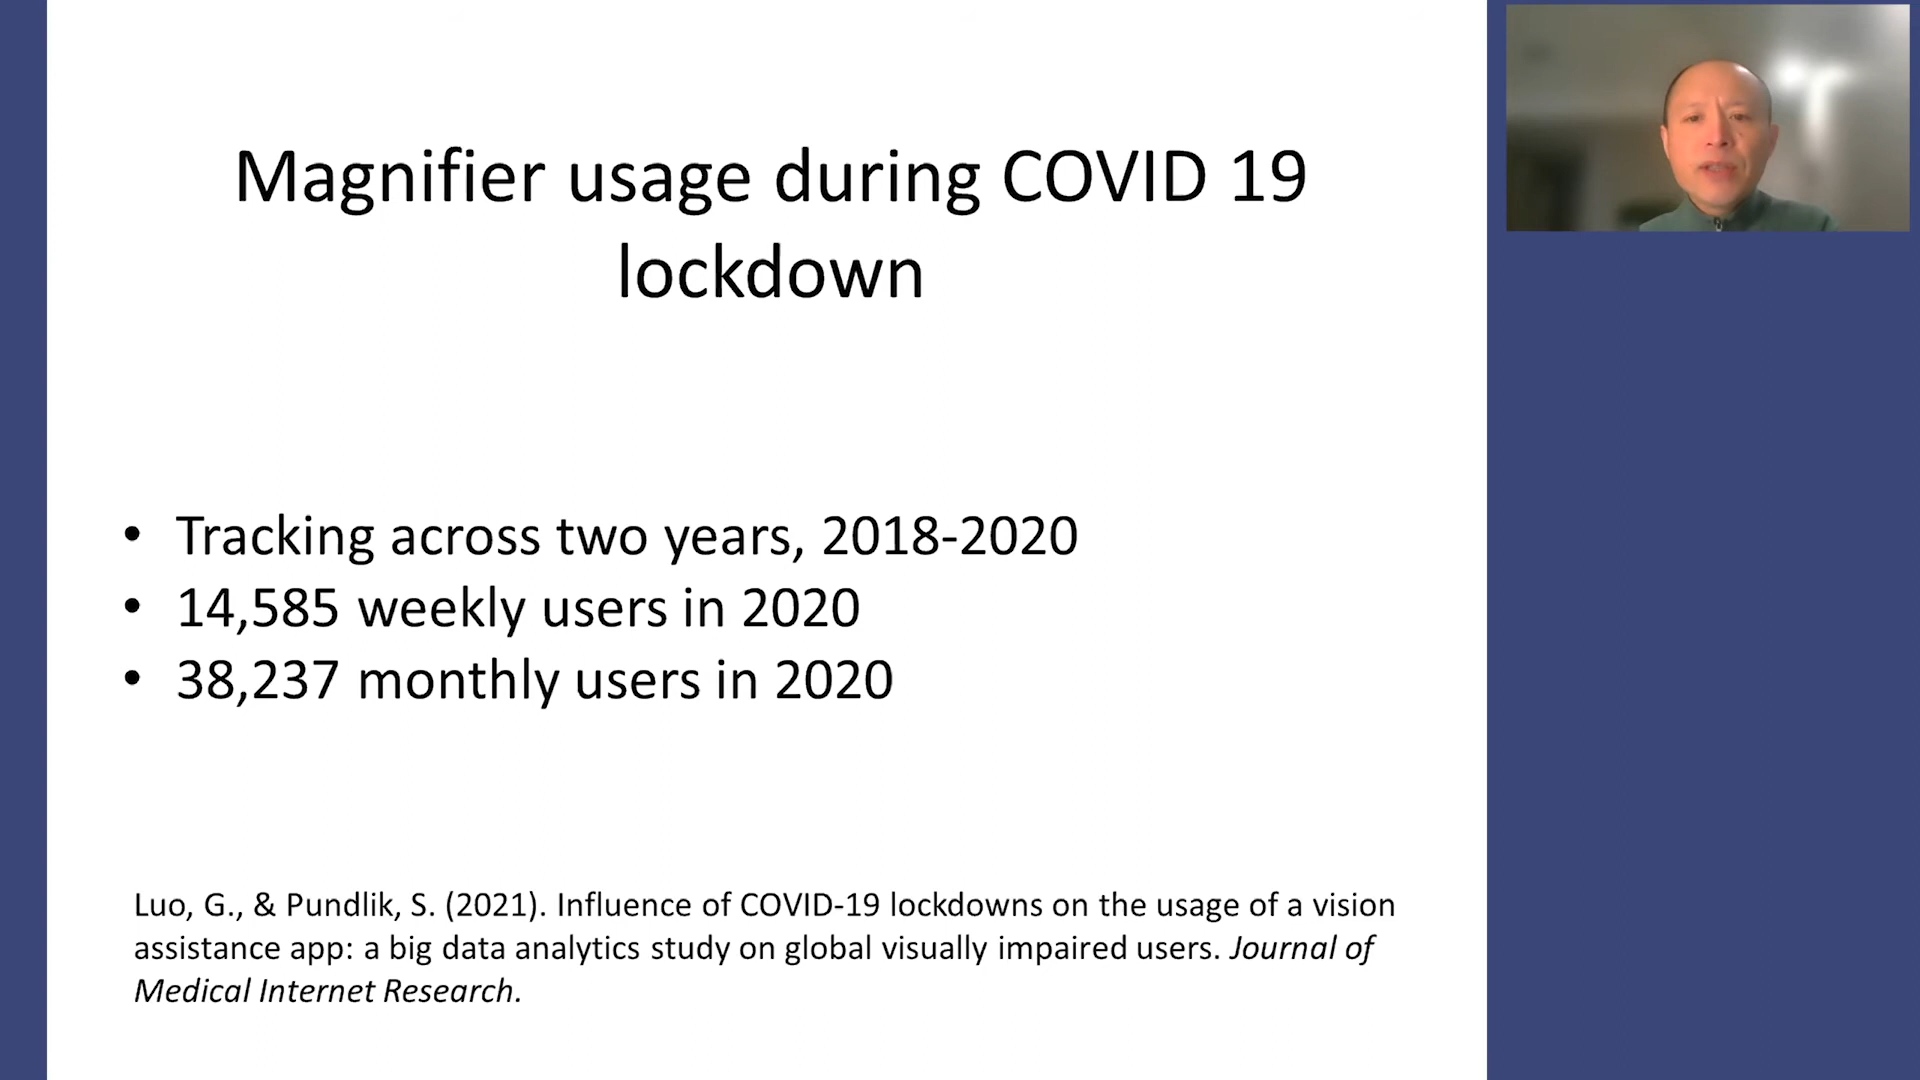 Magnifier usage during COVID 19
lockdown
• Tracking across two years, 2018-2020
• 14,585 weekly users in 2020
• 38,237 monthly users in 2020
Luo, G., & Pundlik, S. (2021). Influence of COVID-19 lockdowns on the usage of a vision
assistance app: a big data analytics study on global visually impaired users. Journal of
Medical Internet Research.